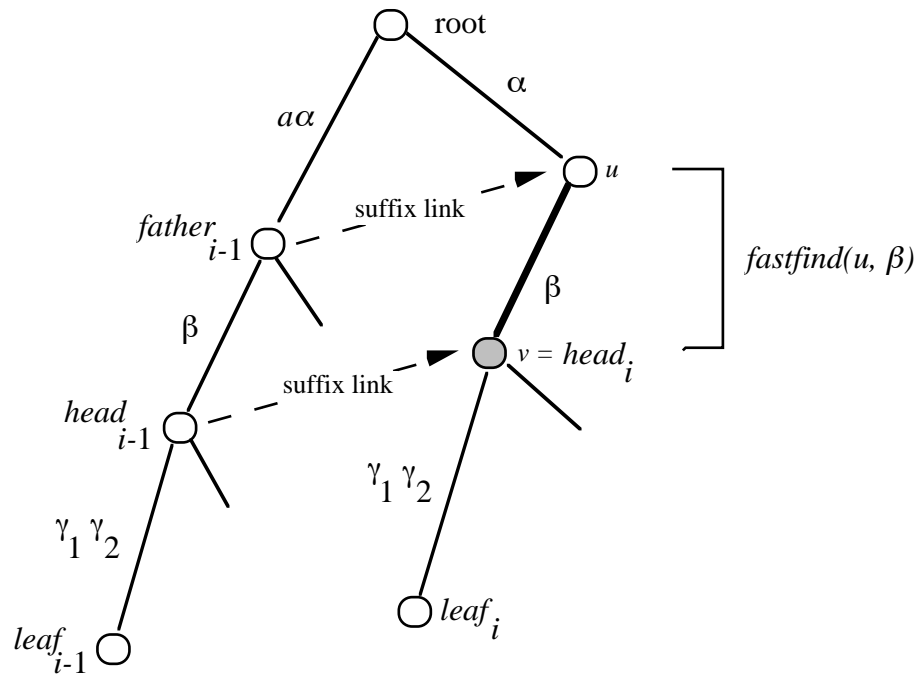 root
α
aα
u
suffix link
father i-1
fastfind(u, β)
β
β
v = head i
suffix link
head i-1
γ1 γ2
γ1 γ2
leaf i
leaf i-1